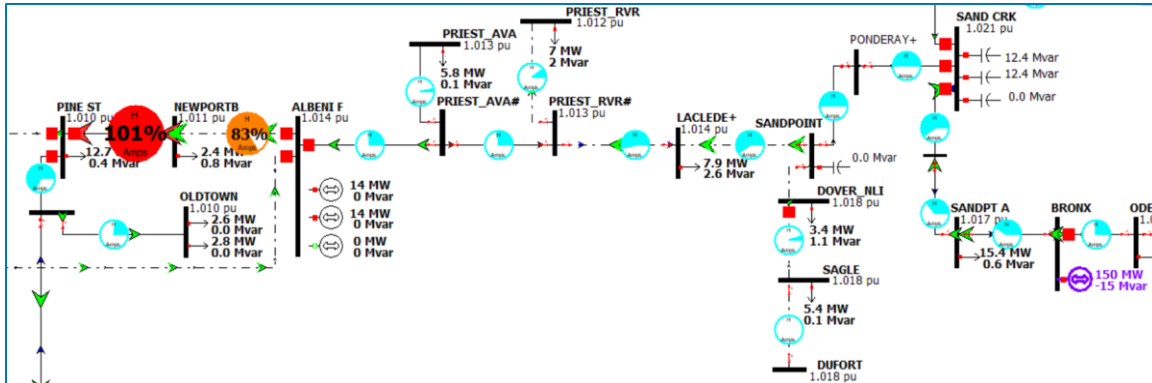 PRIEST_RVR
1.012 pu
7 MW
2 Mvar
PRIEST_AVA
1.013 pu
5.8 MW
0.1 Mvar
SAND CRK
1.021 pu
12.4 Mvar
12.4 Mvar
0.0 Mvar
PONDERAY+
PINE ST
1.010 pu
12.7
0.4 Mvar
H
101%
Amps
NEWPORTB
1.011 pu
2.4 M
0.8 Mvar
H
83%
Amps
ALBENI F
1.014 pu
14 MW
0 Mvar
14 MW
0 Mvar
0 MW
0 Mvar
PRIEST_AVA#
PRIEST_RVR#
1.013 pu
LACLEDE+
1.014 pu
7.9 MW
2.6 Mvar
SANDPOINT
0.0 Mvar
OLDTOWN
1.010 pu
2.6 MW
0.0 Mvar
2.8 MW
0.0 Mvar
DOVER_NLI
1.018 pu
3.4 MW
1.1 Mvar
SAGLE
1.018 pu
5.4 MW
0.1 Mvar
DUFORT
1.018 pu
SANDPT A
1.017 pu
15.4 MW
0.6 Mvar
BRONX
150 MW
-15 Mvar
ODE
1.0